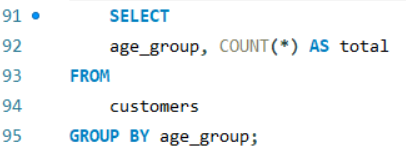 91 SELECT
92 age_group, COUNT(*) AS total
93 FROM
94 customers
95 GROUP BY age_group;